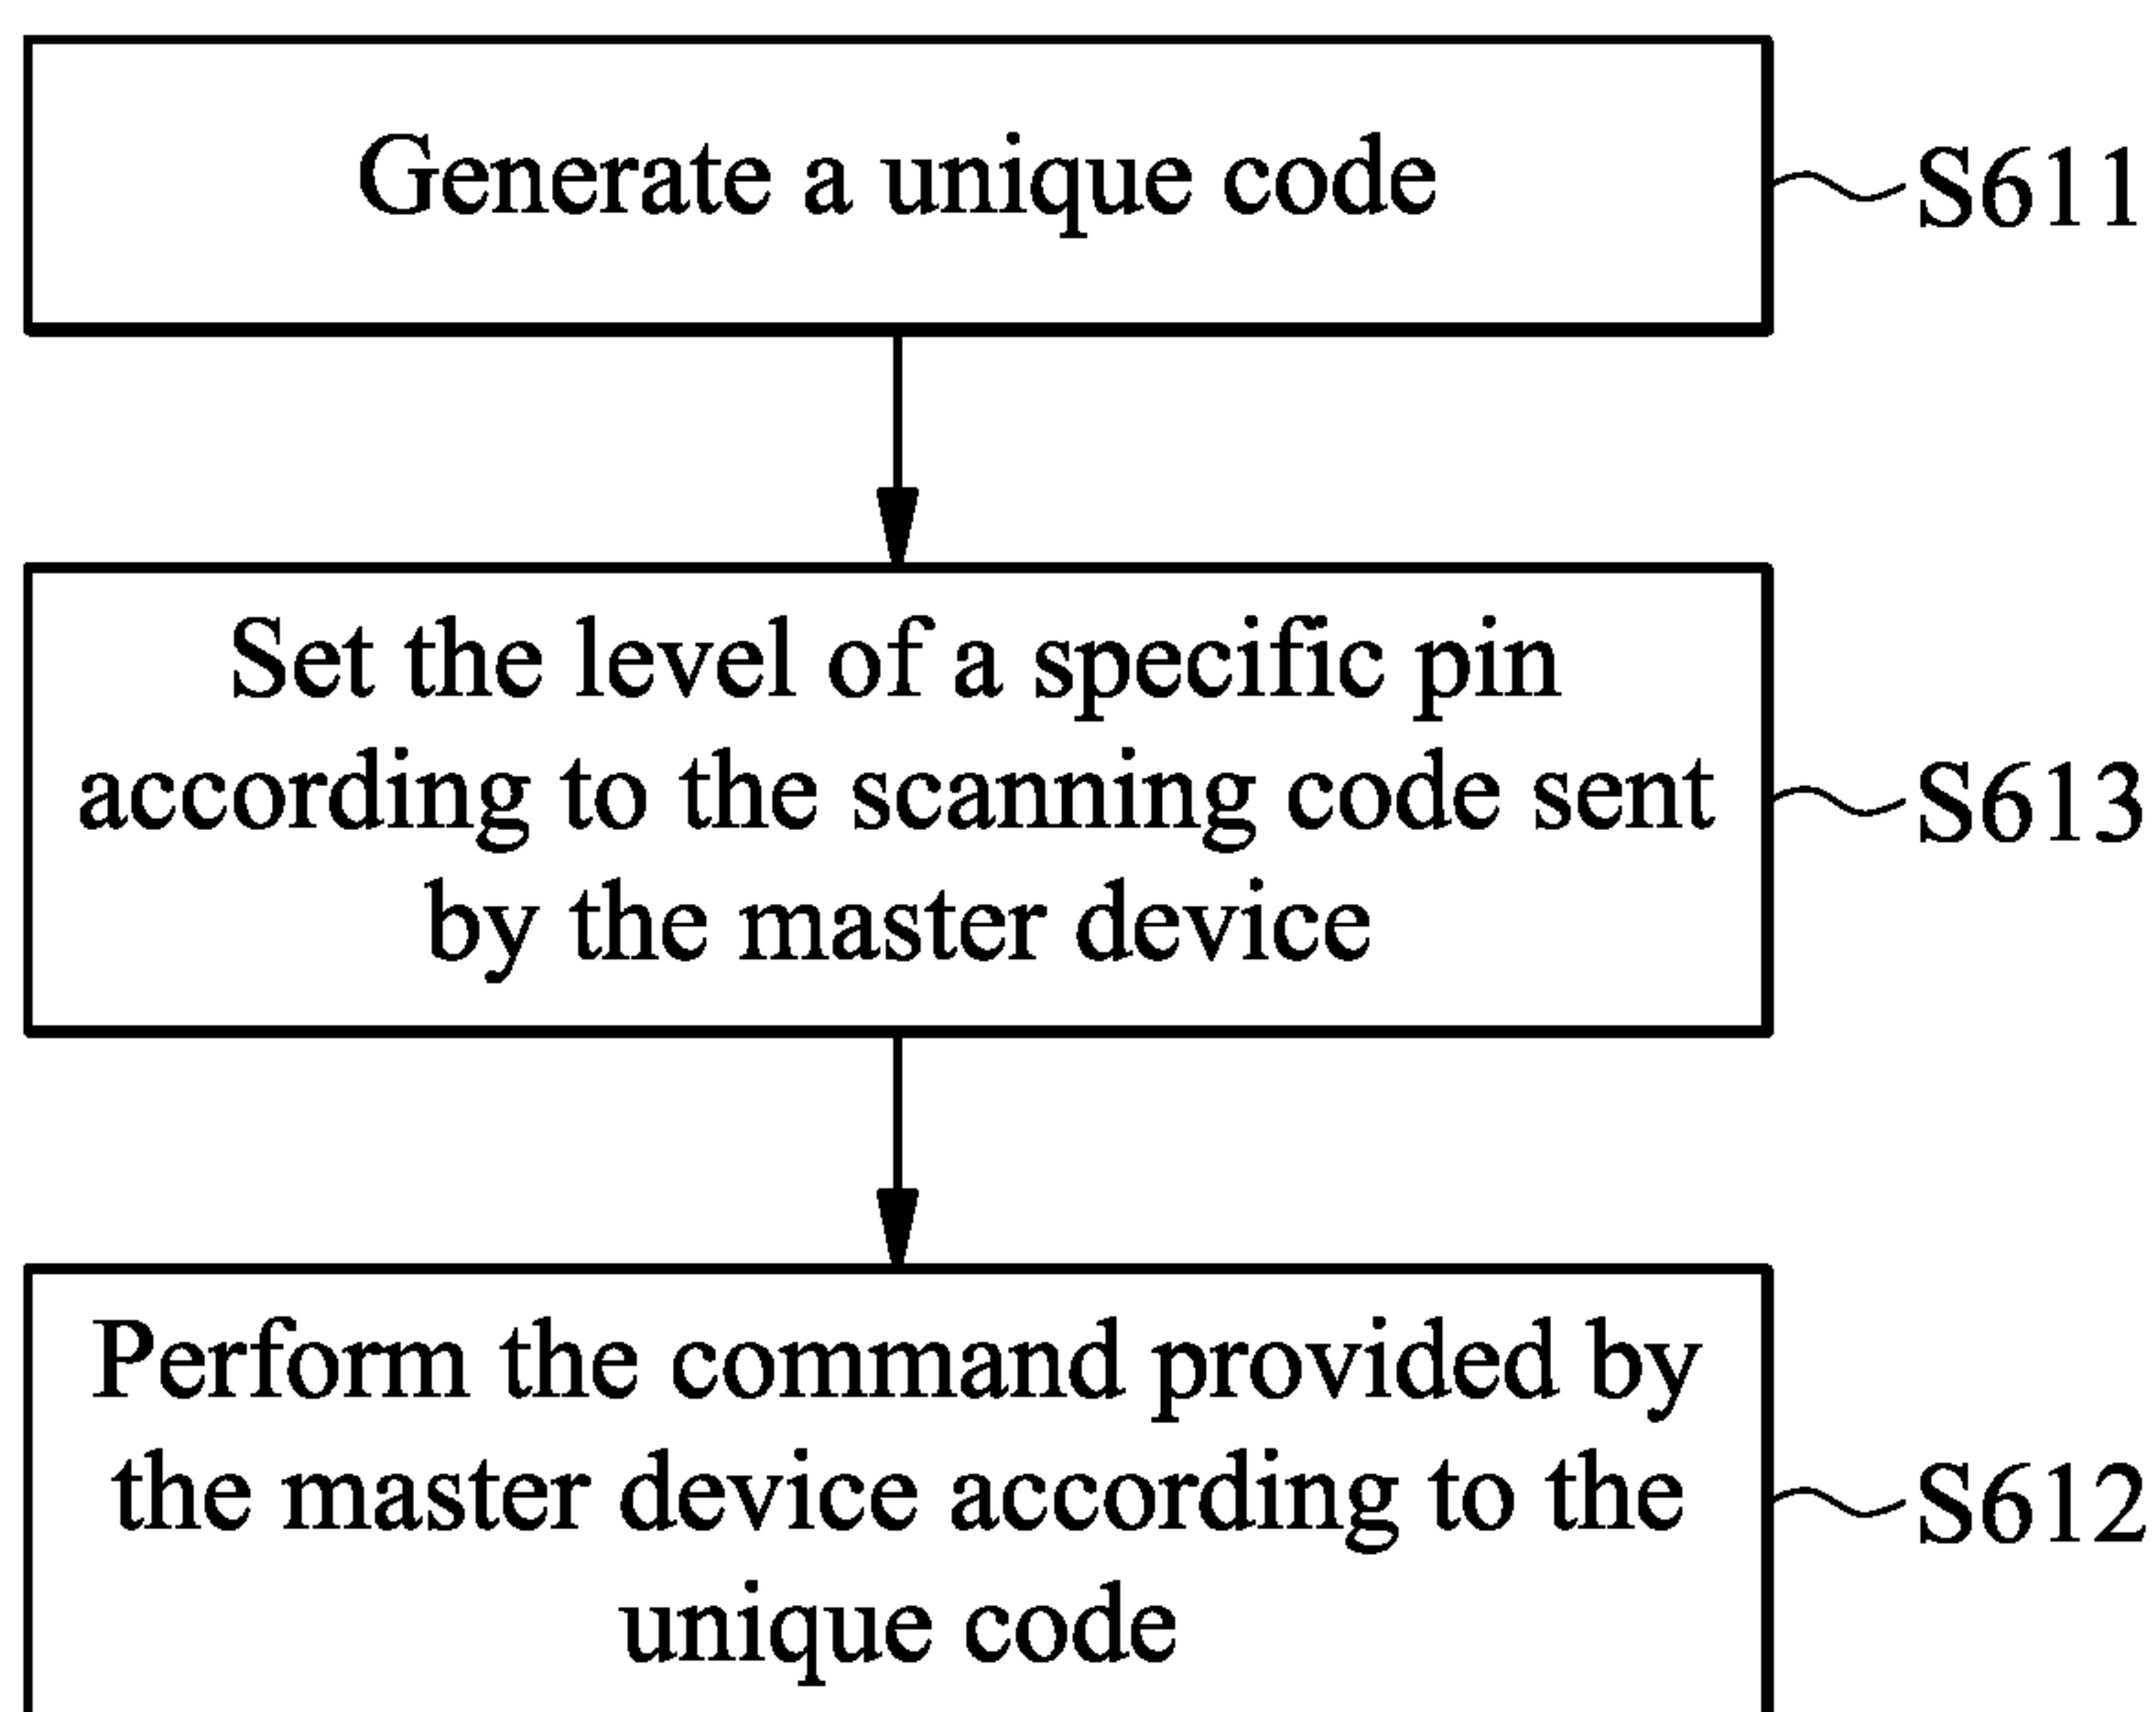 Generate a unique code
S611
Set the level of a specific pin
according to the scanning code sent
by the master device
S613
Perform the command provided by
the master device according to the
unique code
S612